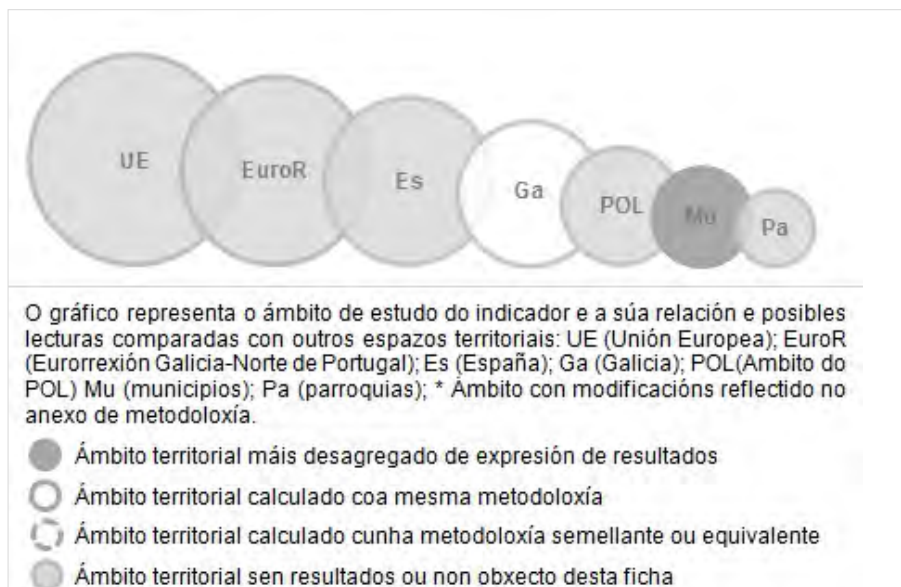 UE
EuroR
Es
Ga
POL
Mu
Pa
O gráfico representa o ámbito de estudo do indicador e a súa relación e posibles
lecturas comparadas con outros espazos territoriais: UE (Unión Europea); EuroR
(Eurorrexión Galicia-Norte de Portugal); Es (España); Ga (Galicia); POL(Ambito do
POL) Mu (municipios); Pa (parroquias); * Ámbito con modificacións reflectido no
anexo de metodoloxía.
Ámbito territorial máis desagregado de expresión de resultados
Ámbito territorial calculado coa mesma metodoloxía
Ámbito territorial calculado cunha metodoloxía semellante ou equivalente
Ámbito territorial sen resultados ou non obxecto desta ficha